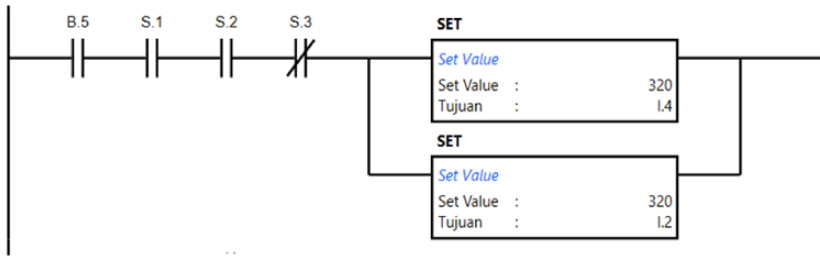 B.5 S.1 S.2 S.3
SET
Set Value
Set Value : 320
Tujuan : I.4
SET
Set Value
Set Value : 320
Tujuan : I.2